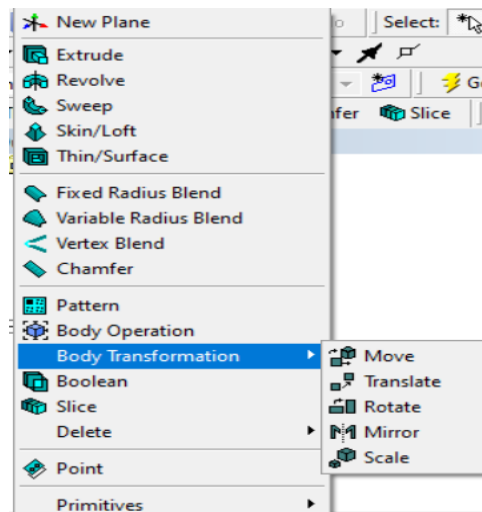 New Plane
Select:
Extrude
Revolve
G
Sweep
fer Slice
Skin/Loft
Thin/Surface
Fixed Radius Blend
Variable Radius Blend
Vertex Blend
Chamfer
Pattern
Body Operation
Body Transformation
Move
Boolean
Translate
Slice
Rotate
Delete
Mirror
Scale
Point
Primitives